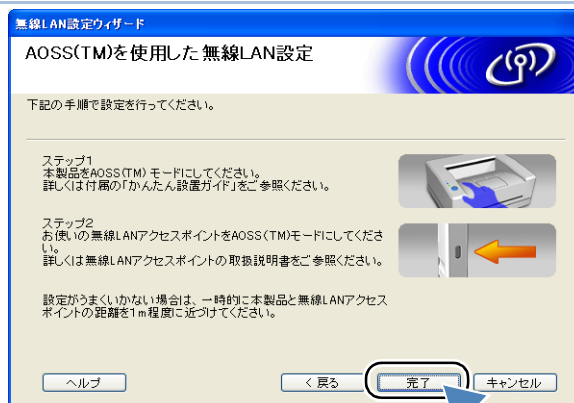 無線LAN設定ウィザード
AOSS(TM)を使用した無線LAN設定
下記の手順で設定を行ってください。
ステップ1
本製品をAOSS(TM) モードにしてください。
詳しくは付属の「かんたん設置ガイド」をご参照ください。
ステップ2
お使いの無線LANアクセスポイントをAOSS(TM)モードにしてくださ
い。
詳しくは無線LANアクセスポイントの取扱説明書をご参照ください。
設定がうまくいかない場合は、一時的に本製品と無線LANアクセス
ポイントの距離を1m程度に近づけてください。
ヘルプ
< 戻る
完了
キャンセル